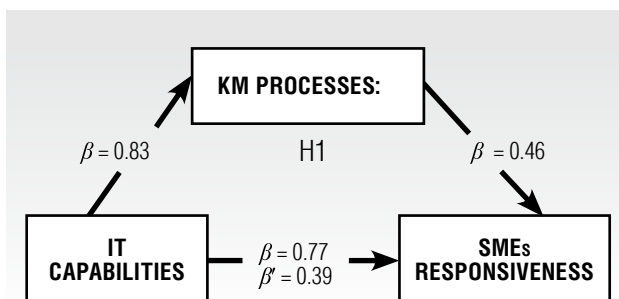 KM PROCESSES:
β = 0.83
H1
β = 0.46
IT
CAPABILITIES
β = 0.77
β' = 0.39
SMEs
RESPONSIVENESS